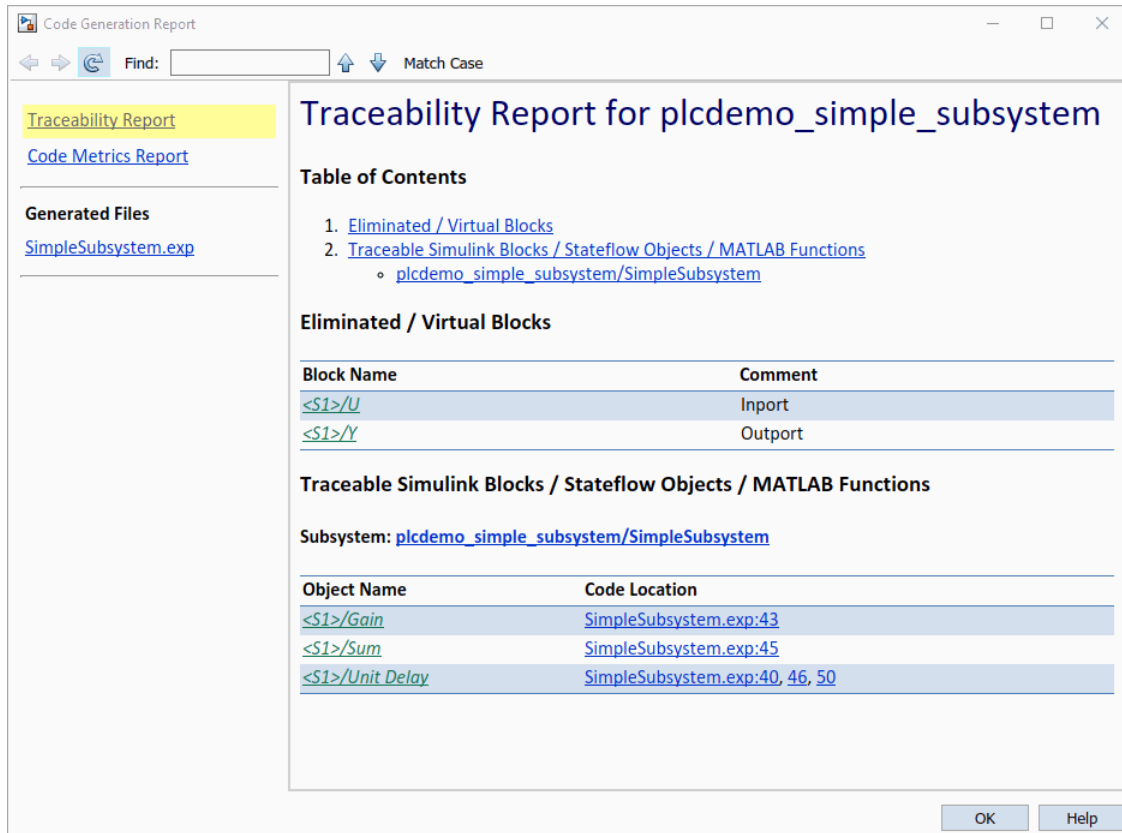 Code Generation Report
Find: Match Case
Traceability Report
Code Metrics Report
Generated Files
SimpleSubsystem.exp
Traceability Report for plcdemo_simple_subsystem
Table of Contents
1. Eliminated / Virtual Blocks
2. Traceable Simulink Blocks / Stateflow Objects / MATLAB Functions
plcdemo_simple_subsystem/SimpleSubsystem
Eliminated / Virtual Blocks
Block Name Comment
<S1>/U Inport
<S1>/Y Outport
Traceable Simulink Blocks / Stateflow Objects / MATLAB Functions
Subsystem: plcdemo_simple_subsystem/SimpleSubsystem
Object Name Code Location
<S1>/Gain SimpleSubsystem.exp:43
<S1>/Sum SimpleSubsystem.exp:45
<S1>/Unit Delay SimpleSubsystem.exp:40, 46, 50
OK Help